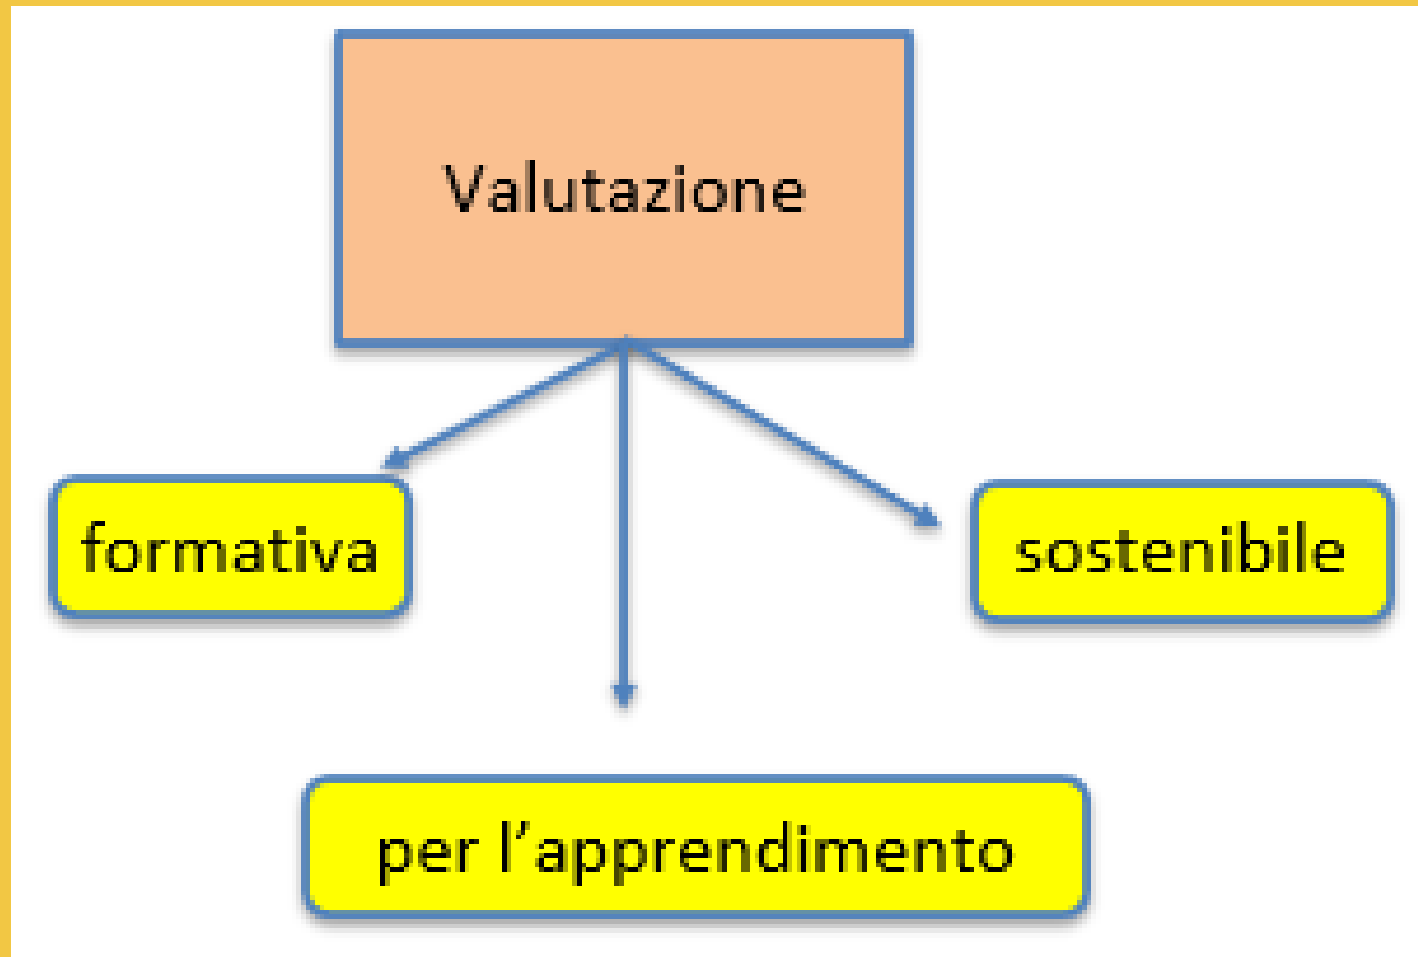 Valutazione
formativa
sostenibile
per l’apprendimento